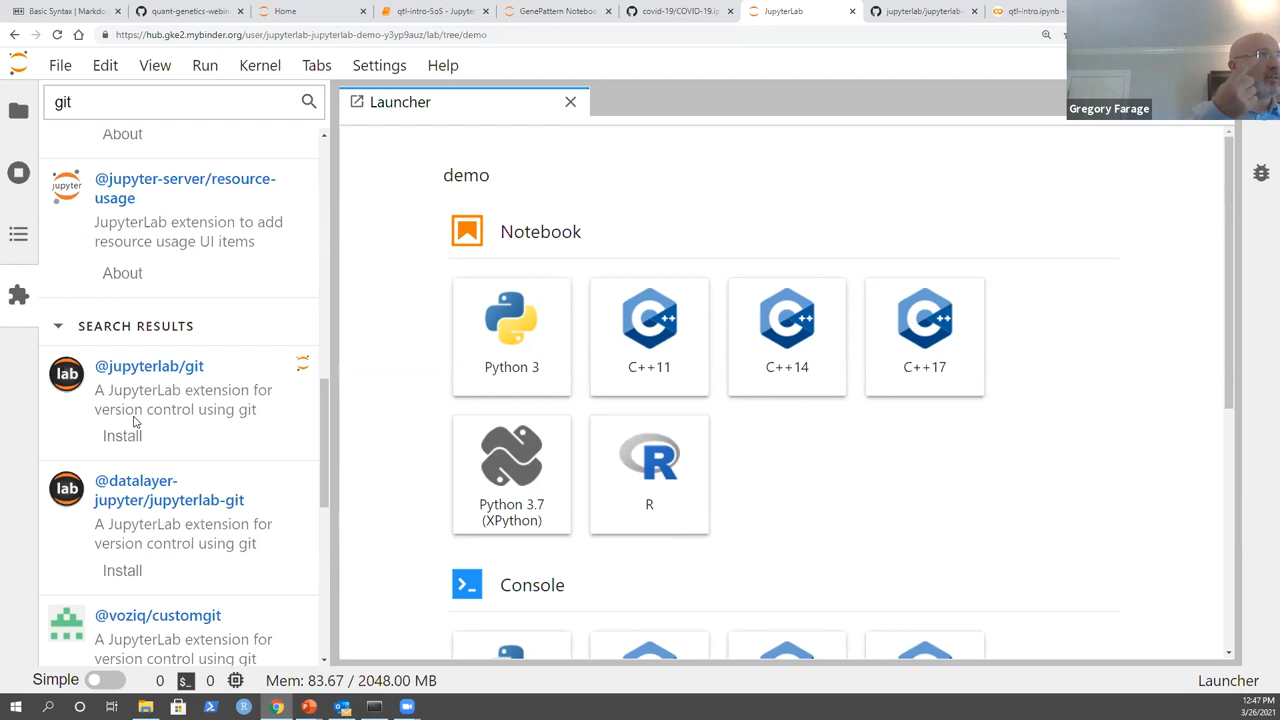 Basic Syntax | Markdow
quant-genetics-webin
Home
qtl-intro-SoS - Jupyte
GenePattern Noteboo
covid-19/COVID-19.ip
JupyterLab
jupyterlab/jupyterlab-
qtl-intro.ipynb -
https://hub.gke2.mybinder.org/user/jupyterlab-jupyterlab-demo-y3yp9auz/lab/tree/demo
File Edit View Run Kernel Tabs Settings Help
Gregory Farage
git
Launcher
About
jupyter
@jupyter-server/resource-
usage
JupyterLab extension to add
resource usage UI items
About
SEARCH RESULTS
lab
@jupyterlab/git
A JupyterLab extension for
version control using git
Install
lab
@datalayer-
jupyter/jupyterlab-git
A JupyterLab extension for
version control using git
Install
@voziq/customgit
A JupyterLab extension for
version control using git
demo
Notebook
Python 3
C++11
C++14
C++17
Python 3.7
(XPython)
R
Console
Simple 0 $_ 0 Mem: 83.67 / 2048.00 MB
Launcher
12:47 PM
3/26/2021